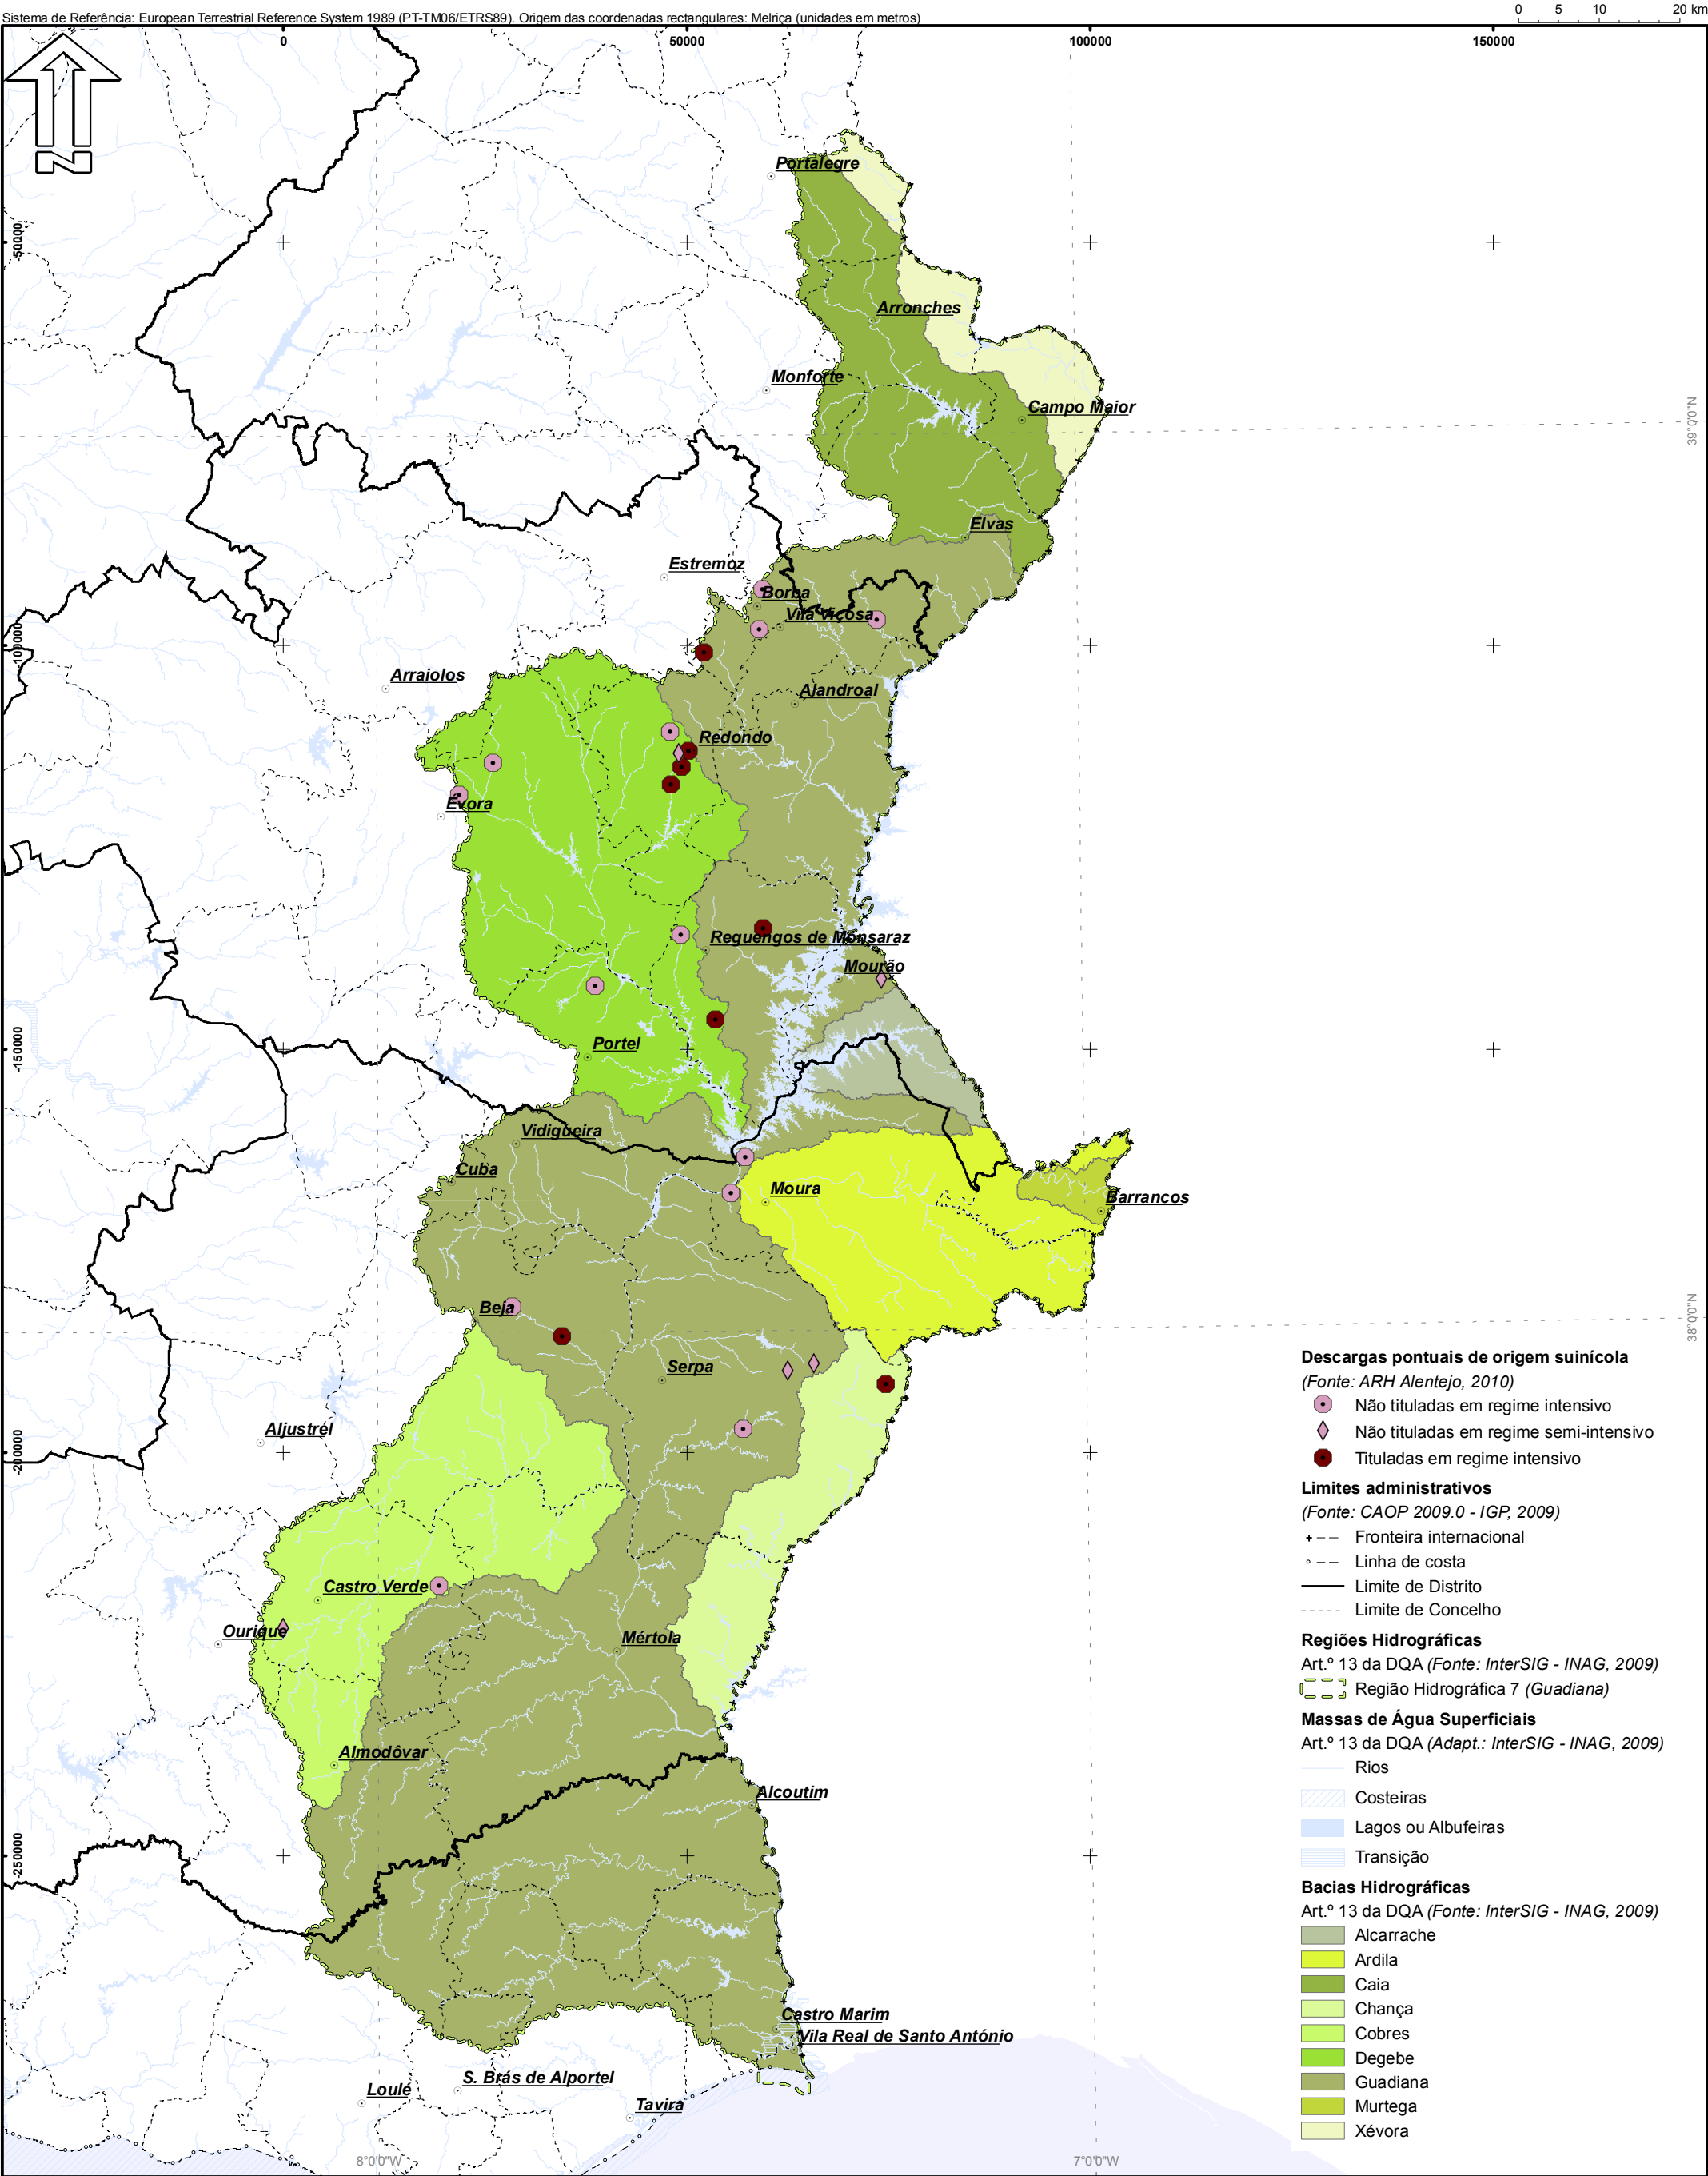 Sistema de Referência: European Terrestrial Reference System 1989 (PT-TM06/ETRS89). Origem das coordenadas rectangulares: Melriça (unidades em metros)
0 5 10 20 km
0 50000 100000 150000
N
-50000
-100000
-150000
-200000
-250000
39°0'0"N
38°0'0"N
8°0'0"W
7°0'0"W
Portalegre
Arronches
Monforte
Campo Maior
Elvas
Estremoz
Borba
Vila Viçosa
Arraiolos
Alandroal
Redondo
Évora
Reguengos de Monsaraz
Mourão
Portel
Vidigueira
Cuba
Moura
Barrancos
Beja
Serpa
Aljustrel
Castro Verde
Ourique
Mértola
Almodôvar
Alcoutim
Castro Marim
Vila Real de Santo António
S. Brás de Alportel
Loulé
Tavira
Descargas pontuais de origem suinícola
(Fonte: ARH Alentejo, 2010)
Não tituladas em regime intensivo
Não tituladas em regime semi-intensivo
Tituladas em regime intensivo
Limites administrativos
(Fonte: CAOP 2009.0 - IGP, 2009)
Fronteira internacional
Linha de costa
Limite de Distrito
Limite de Concelho
Regiões Hidrográficas
Art.º 13 da DQA (Fonte: InterSIG - INAG, 2009)
Região Hidrográfica 7 (Guadiana)
Massas de Água Superficiais
Art.º 13 da DQA (Adapt.: InterSIG - INAG, 2009)
Rios
Costeiras
Lagos ou Albufeiras
Transição
Bacias Hidrográficas
Art.º 13 da DQA (Fonte: InterSIG - INAG, 2009)
Alcarrache
Ardila
Caia
Chança
Cobres
Degebe
Guadiana
Murtega
Xévora